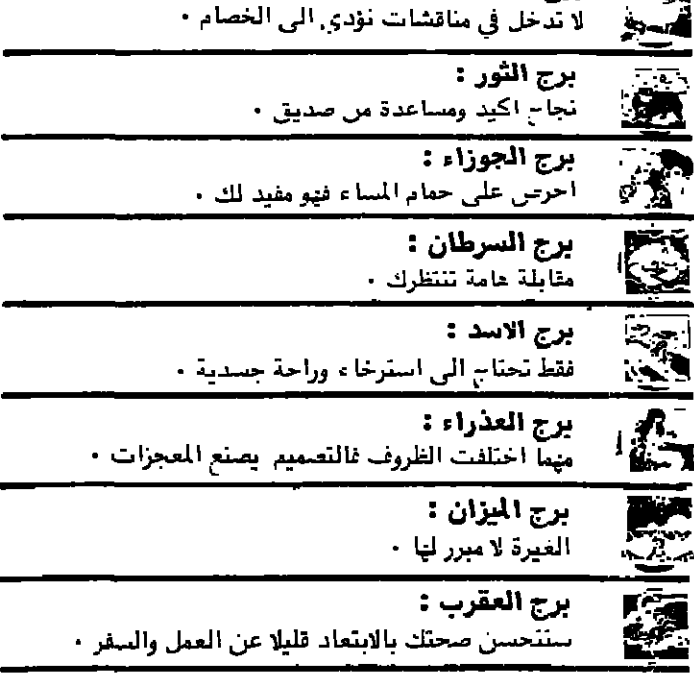 لا تدخل في مناقشات تؤدي الى الخصام .
برج الثور :
نجاح اكيد ومساعدة من صديق .
برج الجوزاء :
احرص على حمام المساء فهو مفيد لك .
برج السرطان :
مقابلة هامة تنتظرك .
برج الاسد :
فقط تحتاج الى استرخاء وراحة جسدية .
برج العذراء :
مهما اختلفت الظروف فالتصميم يصنع المعجزات .
برج الميزان :
الغيرة لا مبرر لها .
برج العقرب :
ستتحسن صحتك بالابتعاد قليلا عن العمل والسفر .